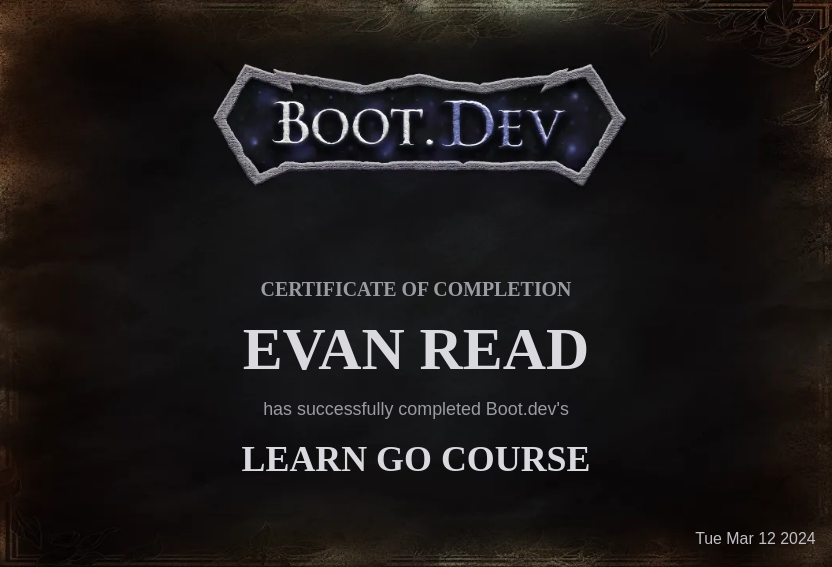 BOOT.DEV
CERTIFICATE OF COMPLETION
EVAN READ
has successfully completed Boot.dev's
LEARN GO COURSE
Tue Mar 12 2024